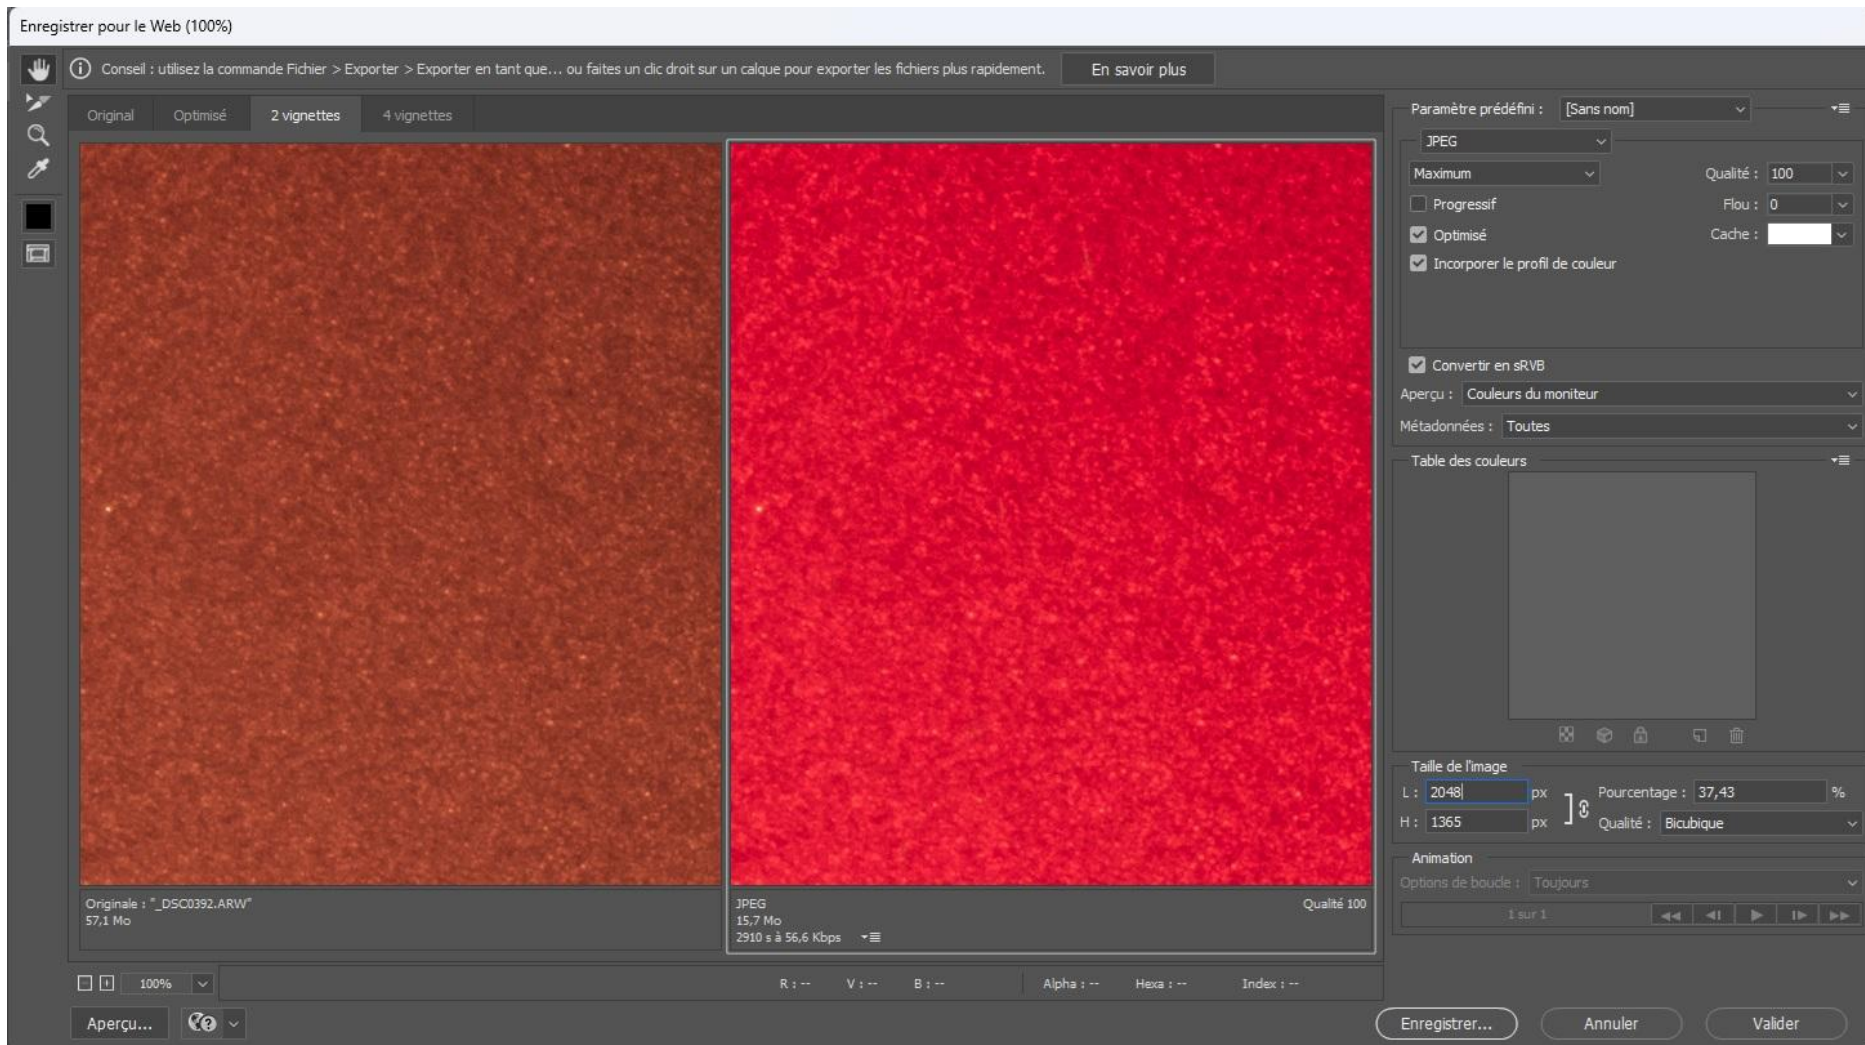 Enregistrer pour le Web (100%)
Conseil : utilisez la commande Fichier > Exporter > Exporter en tant que... ou faites un clic droit sur un calque pour exporter les fichiers plus rapidement.
En savoir plus
Original
Optimisé
2 vignettes
4 vignettes
Originale : "_DSC0392.ARW"
57,1 Mo
JPEG
Qualité 100
15,7 Mo
2910 s à 56,6 Kbps
Paramètre prédéfini : [Sans nom]
JPEG
Maximum
Qualité : 100
Progressif
Flou : 0
Optimisé
Cache :
Incorporer le profil de couleur
Convertir en sRVB
Aperçu : Couleurs du moniteur
Métadonnées : Toutes
Table des couleurs
Taille de l'image
L : 2048 px
Pourcentage : 37,43 %
H : 1365 px
Qualité : Bicubique
Animation
Options de boucle : Toujours
1 sur 1
100%
R : -- V : -- B : -- Alpha : -- Hexa : -- Index : --
Aperçu...
Enregistrer...
Annuler
Valider